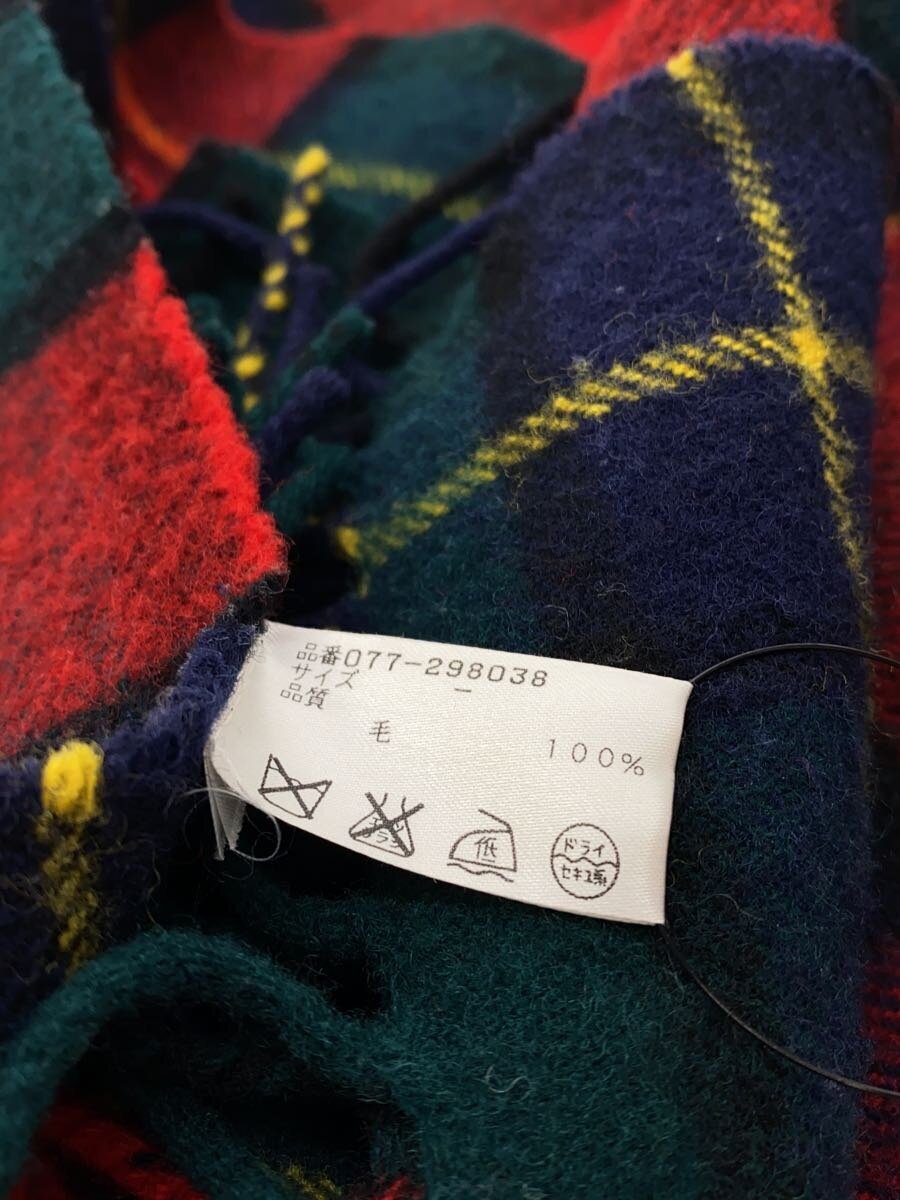 品番077-298038
サイズ -
品質
毛 100%
低
ドライ
セキユ系